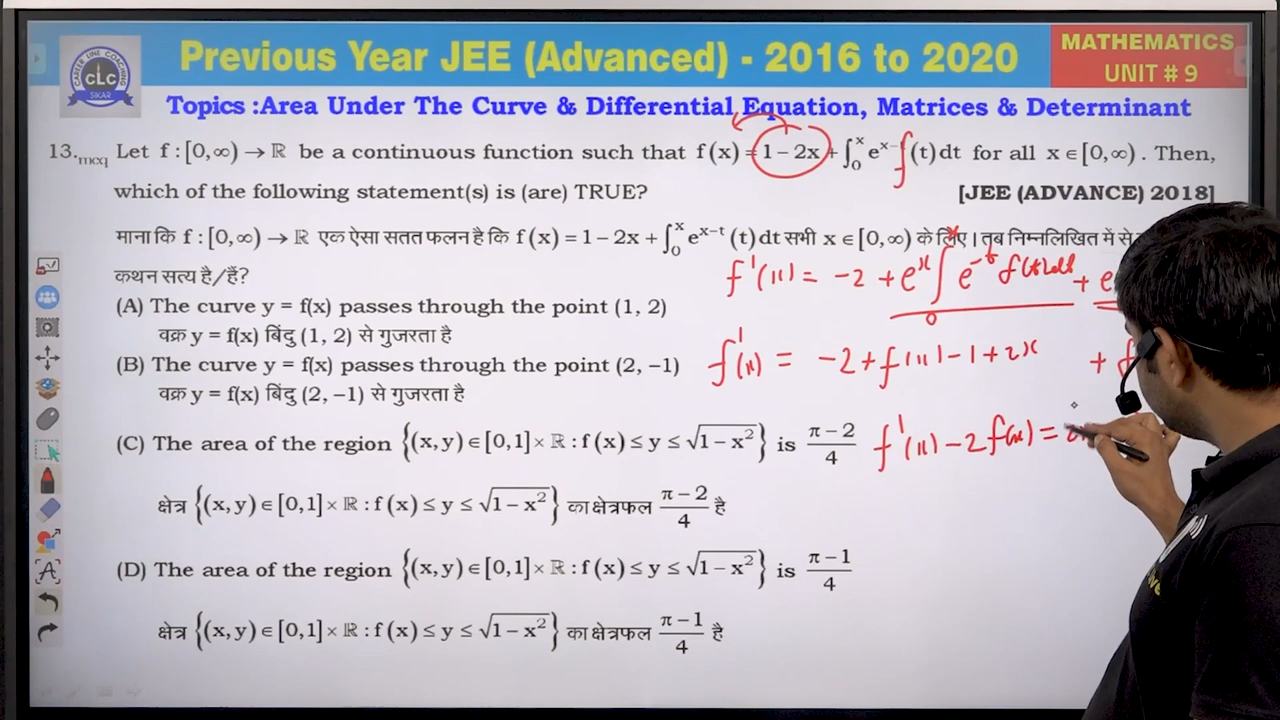 Previous Year JEE (Advanced) - 2016 to 2020
MATHEMATICS
UNIT # 9
CAREER LINE COACHING
CLC
SIKAR
Topics :Area Under The Curve & Differential Equation, Matrices & Determinant
13.mcq Let f : [0,∞) → ℝ be a continuous function such that f (x) = 1 − 2x + ∫₀ˣ eˣ⁻ f(t) dt for all x ∈ [0,∞) . Then,
which of the following statement(s) is (are) TRUE? [JEE (ADVANCE) 2018]
माना कि f : [0,∞) → ℝ एक ऐसा सतत फलन है कि f (x) = 1 − 2x + ∫₀ˣ eˣ⁻ᵗ (t) dt सभी x ∈ [0,∞) के लिए। तब निम्नलिखित में से
कथन सत्य है/हैं?
f'(x) = −2 + eˣ ∫₀ˣ e⁻ᵗ f(t)dt + e
(A) The curve y = f(x) passes through the point (1, 2)
वक्र y = f(x) बिंदु (1, 2) से गुजरता है
f'(x) = −2 + f(x) − 1 + 2x + f
(B) The curve y = f(x) passes through the point (2, −1)
वक्र y = f(x) बिंदु (2, −1) से गुजरता है
(C) The area of the region {(x, y) ∈ [0,1] × ℝ : f (x) ≤ y ≤ √(1 − x²)} is (π − 2)/4
f'(x) − 2f(x) =
क्षेत्र {(x, y) ∈ [0,1] × ℝ : f (x) ≤ y ≤ √(1 − x²)} का क्षेत्रफल (π − 2)/4 है
(D) The area of the region {(x, y) ∈ [0,1] × ℝ : f (x) ≤ y ≤ √(1 − x²)} is (π − 1)/4
क्षेत्र {(x, y) ∈ [0,1] × ℝ : f (x) ≤ y ≤ √(1 − x²)} का क्षेत्रफल (π − 1)/4 है